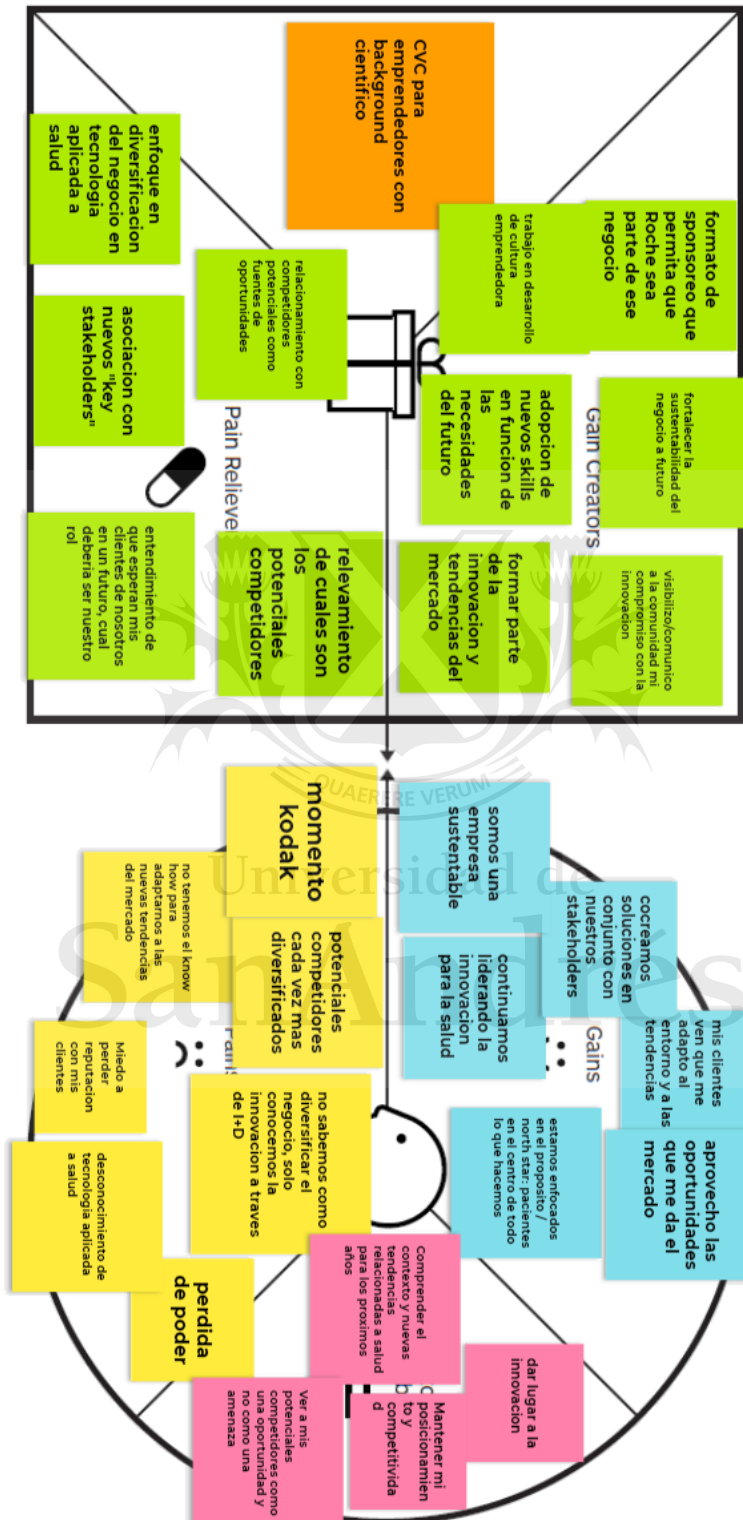 CVC para
emprendedores con
background
cientifico
formato de
sponsoreo que
permita que
Roche sea
parte de ese
negocio
trabajo en desarrollo
de cultura
emprendedora
fortalecer la
sustentabilidad del
negocio a futuro
Gain Creators
adopcion de
nuevos skills
en funcion de
las
necesidades
del futuro
visibilizo/comunico
a la comunidad mi
compromiso con la
innovacion
formar parte
de la
innovacion y
tendencias del
mercado
enfoque en
diversificacion
del negocio en
tecnologia
aplicada a
salud
relacionamiento con
competidores
potenciales como
fuentes de
oportunidades
asociacion con
nuevos "key
stakeholders"
Pain Relieve
relevamiento
de cuales son
los
potenciales
competidores
entendimiento de
que esperan mis
clientes de nosotros
en un futuro, cual
deberia ser nuestro
rol
somos una
empresa
sustentable
cocreamos
soluciones en
conjunto con
nuestros
stakeholders
mis clientes
ven que me
adapto al
entorno y a las
tendencias
Gains
continuamos
liderando la
innovacion
para la salud
aprovecho las
oportunidades
que me da el
mercado
estamos enfocados
en el proposito /
north star: pacientes
en el centro de todo
lo que hacemos
momento
kodak
no tenemos el know
how para
adaptarnos a las
nuevas tendencias
del mercado
potenciales
competidores
cada vez mas
diversificados
Pains
Miedo a
perder
reputacion
con mis
clientes
no sabemos como
diversificar el
negocio, solo
conocemos la
innovacion a traves
de I+D
desconocimiento de
tecnologia aplicada
a salud
perdida
de poder
Comprender el
contexto y nuevas
tendencias
relacionadas a salud
para los proximos
años
dar lugar a la
innovacion
Mantener mi
posicionamien
to y
competitivida
d
Ver a mis
potenciales
competidores como
una oportunidad y
no como una
amenaza
QUAERERE VERUM
Universidad de
SanAndrés